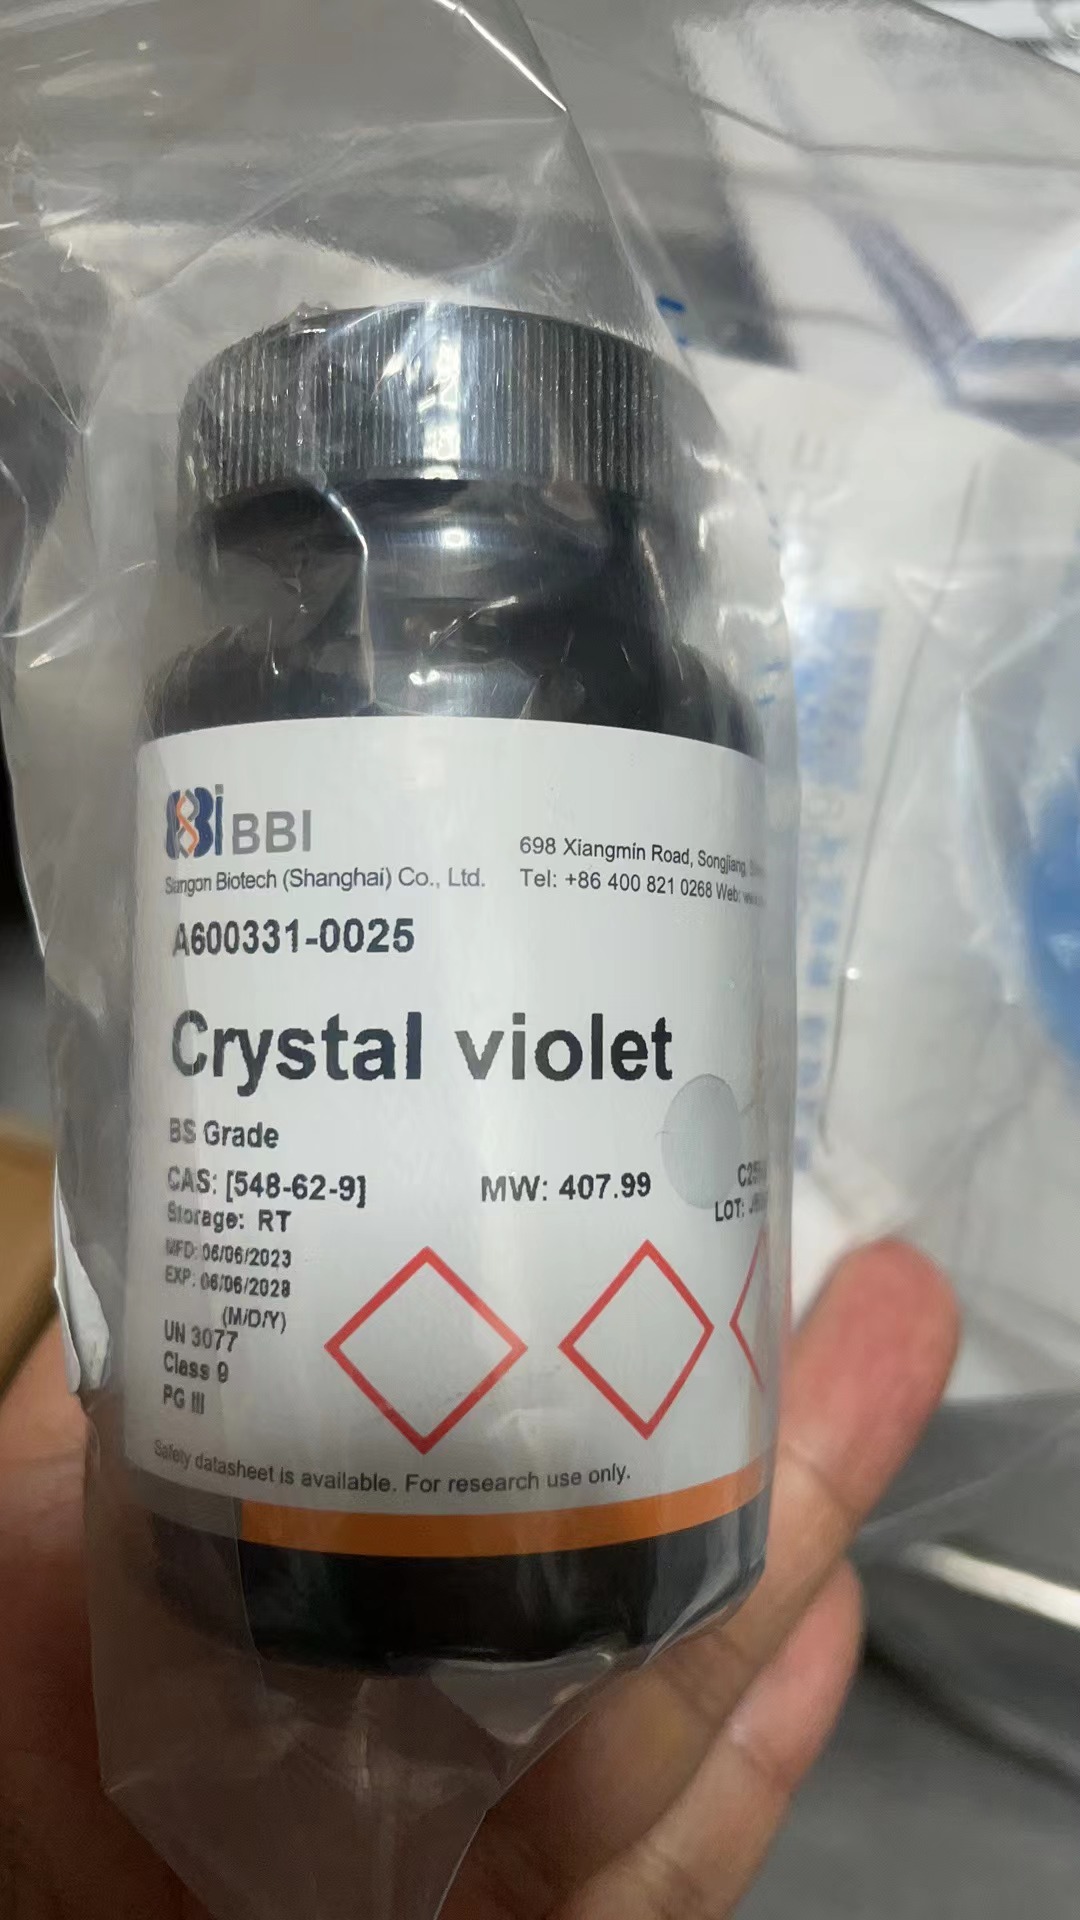 BBI
Sangon Biotech (Shanghai) Co., Ltd.
698 Xiangmin Road, Songjiang,
Tel: +86 400 821 0268 Web:
A600331-0025
Crystal violet
BS Grade
CAS: [548-62-9]
MW: 407.99
Storage: RT
LOT:
MFD: 06/06/2023
EXP: 06/06/2028
(M/D/Y)
UN 3077
Class 9
PG III
Safety datasheet is available. For research use only.